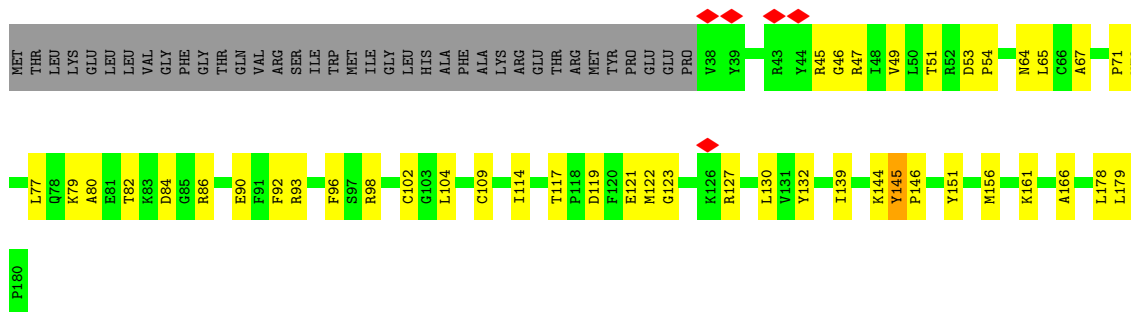 MET THR LEU LYS GLU LEU LEU VAL GLY PHE GLY THR GLN VAL ARG SER ILE TRP MET ILE GLY LEU HIS ALA PHE ALA LYS ARG GLU THR ARG MET TYR PRO GLU GLU PRO V38 Y39 R43 Y44 R45 G46 R47 I48 V49 L50 T51 R52 D53 P54 N64 L65 C66 A67 P71
L77 Q78 K79 A80 E81 T82 K83 D84 G85 R86 E90 F91 F92 R93 F96 S97 R98 C102 G103 L104 C109 I114 T117 P118 D119 F120 E121 M122 G123 K126 R127 L130 V131 Y132 I139 K144 Y145 P146 Y151 M156 K161 A166 L178 L179
P180